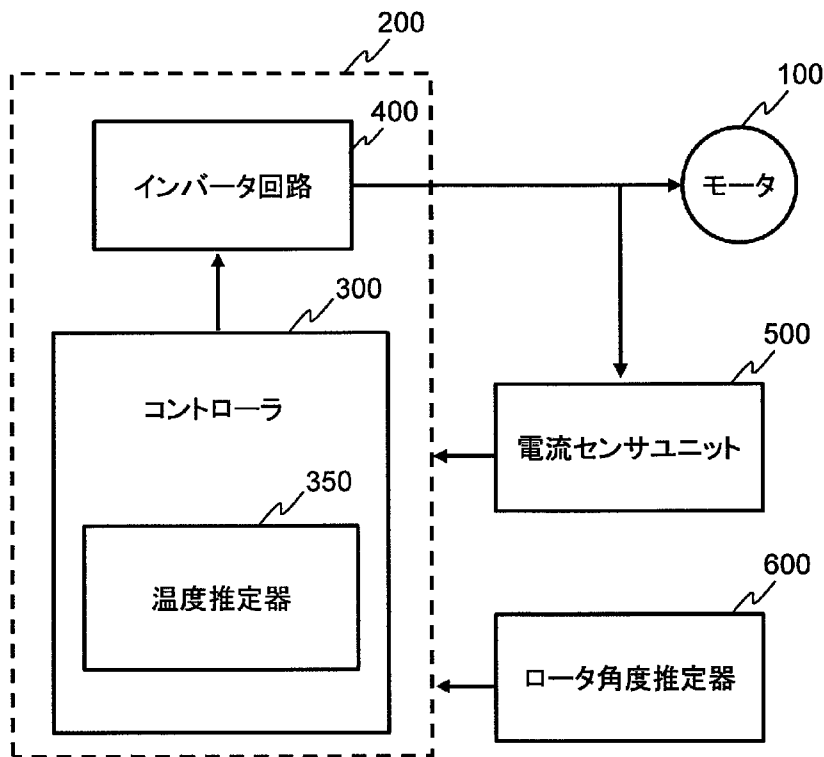 200
100
400
インバータ回路
モータ
300
500
コントローラ
電流センサユニット
350
温度推定器
600
ロータ角度推定器